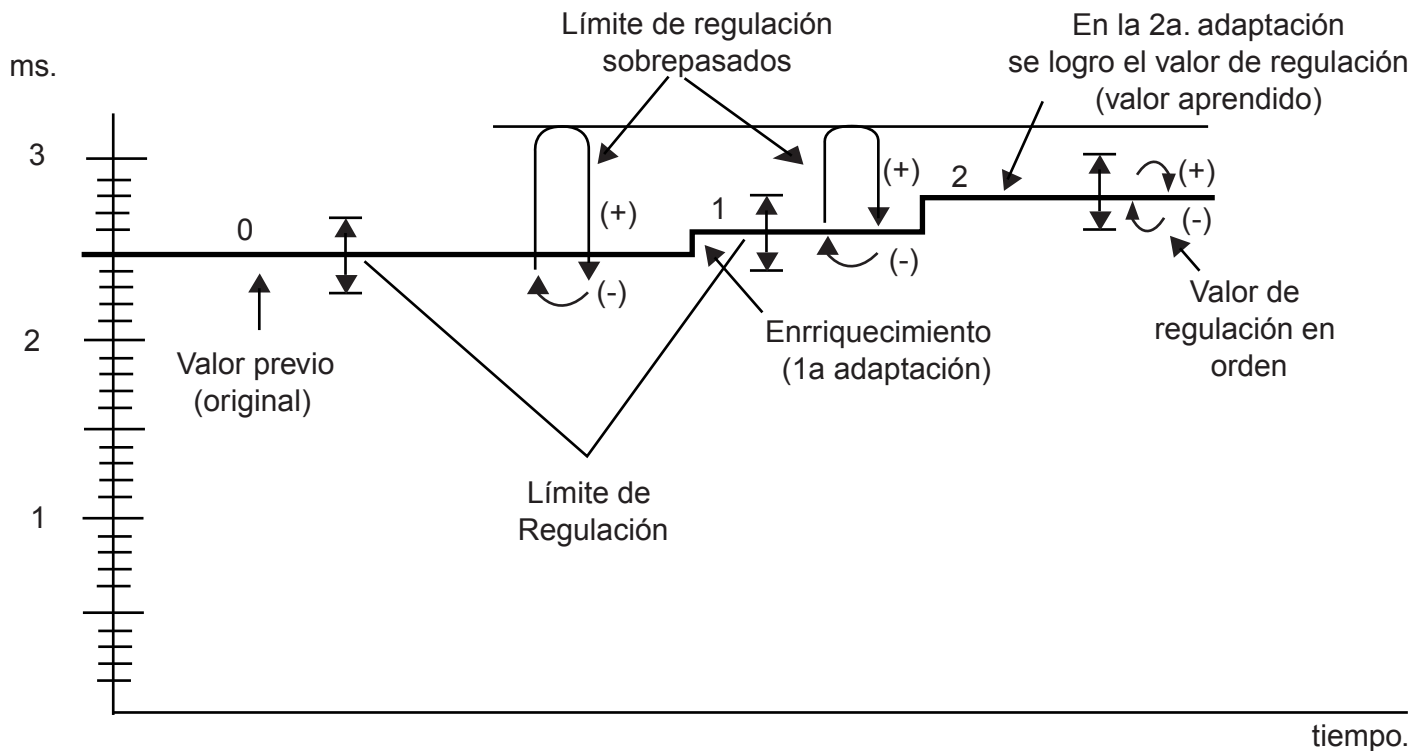 Límite de regulación
sobrepasados
En la 2a. adaptación
se logro el valor de regulación
(valor aprendido)
ms.
3
2
1
0
1
2
(+)
(-)
(+)
(-)
(+)
(-)
Valor previo
(original)
Enrriquecimiento
(1a adaptación)
Valor de
regulación en
orden
Límite de
Regulación
tiempo.